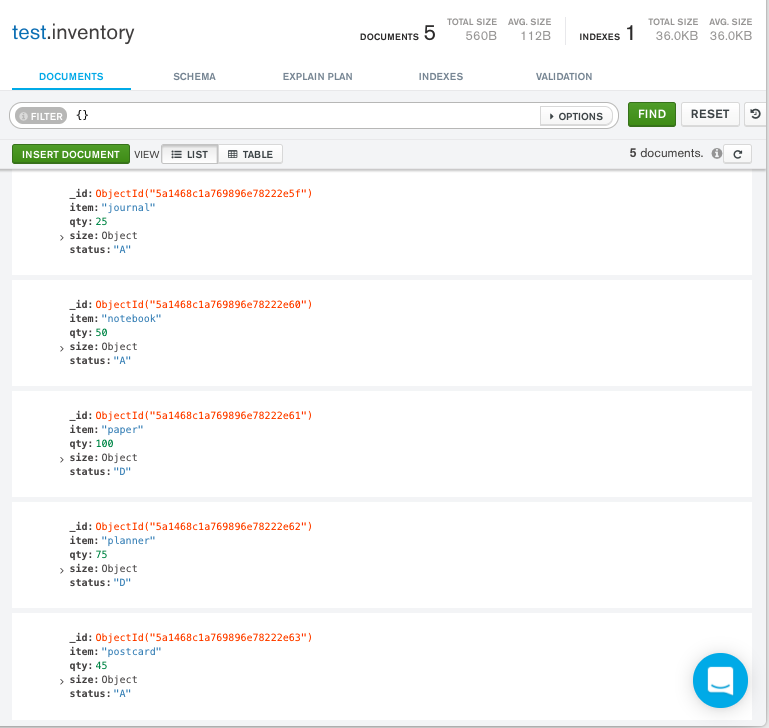 test.inventory
DOCUMENTS 5 TOTAL SIZE 560B AVG. SIZE 112B INDEXES 1 TOTAL SIZE 36.0KB AVG. SIZE 36.0KB
DOCUMENTS SCHEMA EXPLAIN PLAN INDEXES VALIDATION
FILTER {} OPTIONS FIND RESET
INSERT DOCUMENT VIEW LIST TABLE 5 documents.
_id: ObjectId("5a1468c1a769896e78222e5f")
item: "journal"
qty: 25
size: Object
status: "A"
_id: ObjectId("5a1468c1a769896e78222e60")
item: "notebook"
qty: 50
size: Object
status: "A"
_id: ObjectId("5a1468c1a769896e78222e61")
item: "paper"
qty: 100
size: Object
status: "D"
_id: ObjectId("5a1468c1a769896e78222e62")
item: "planner"
qty: 75
size: Object
status: "D"
_id: ObjectId("5a1468c1a769896e78222e63")
item: "postcard"
qty: 45
size: Object
status: "A"